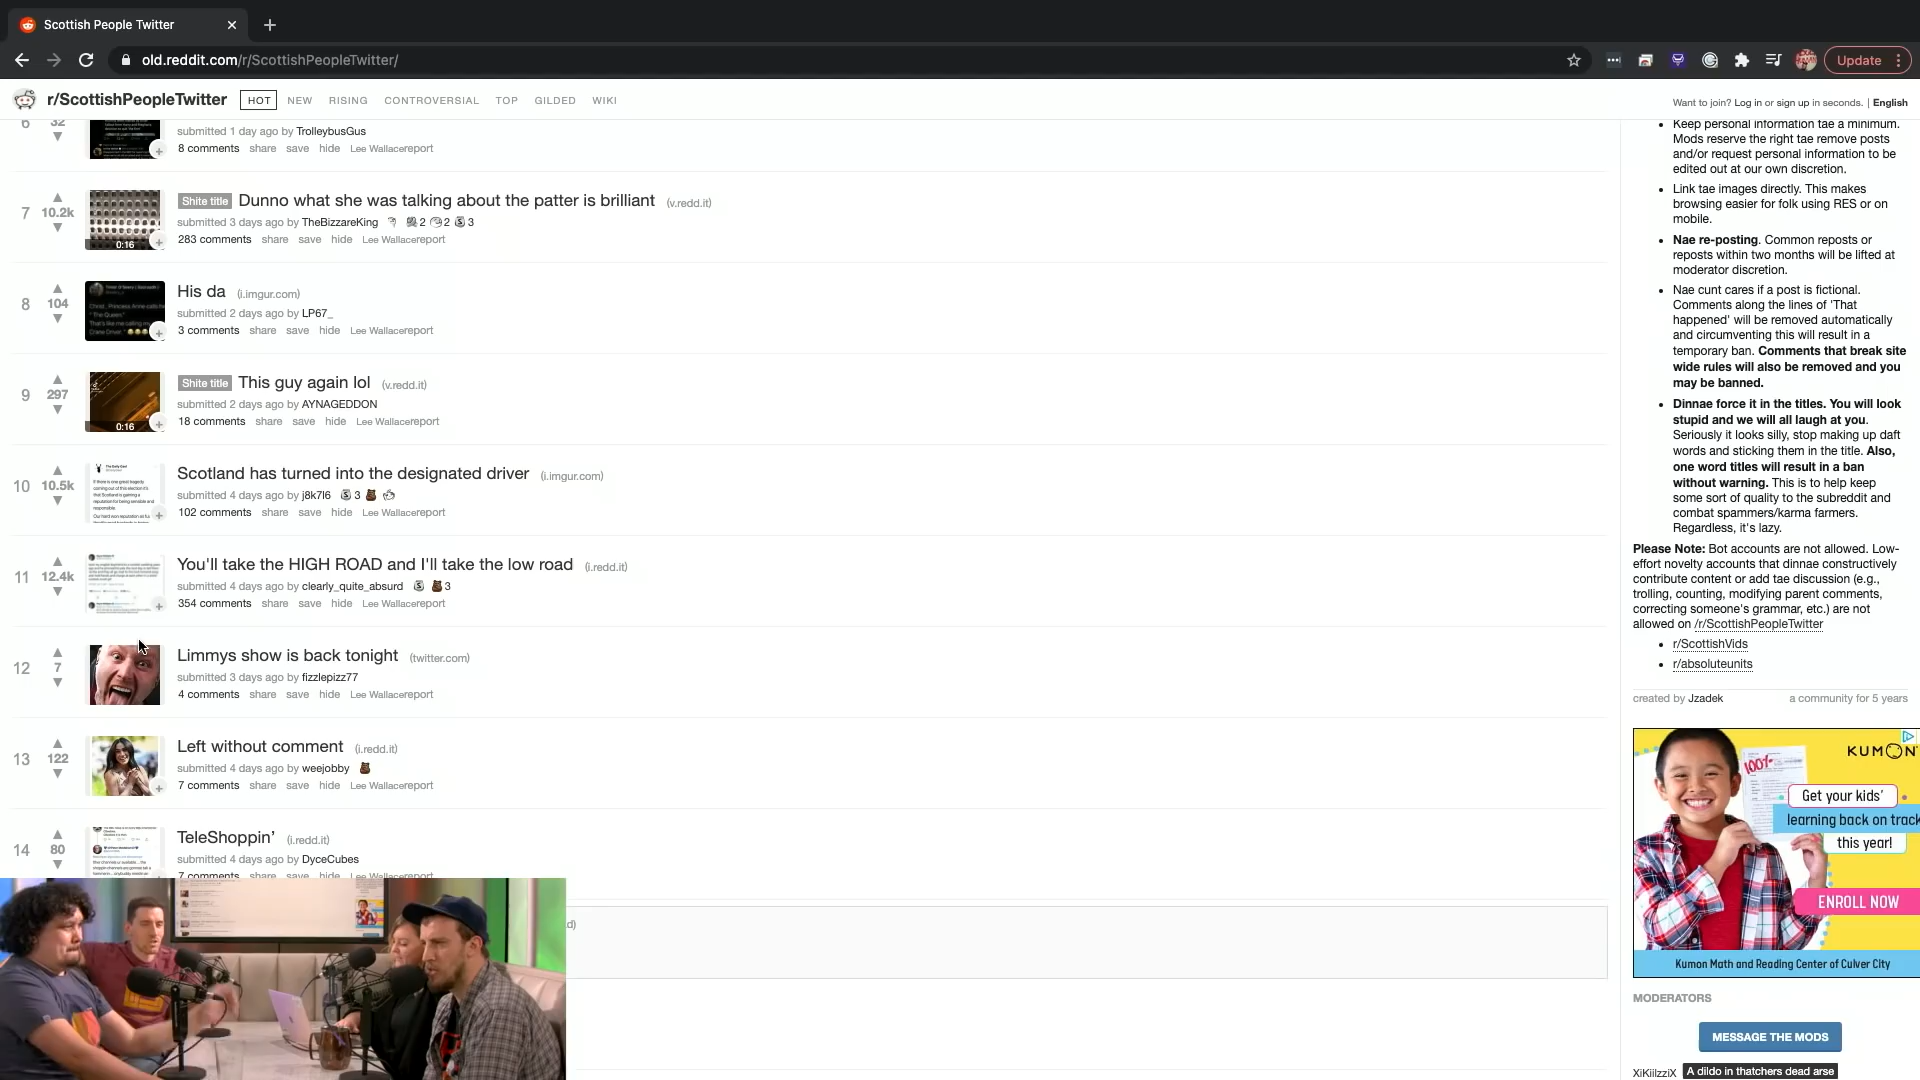 Scottish People Twitter
old.reddit.com/r/ScottishPeopleTwitter/
Update
r/ScottishPeopleTwitter HOT NEW RISING CONTROVERSIAL TOP GILDED WIKI
Want to join? Log in or sign up in seconds. | English
6
32
submitted 1 day ago by TrolleybusGus
8 comments share save hide Lee Wallacereport
7
10.2k
0:16
Shite title Dunno what she was talking about the patter is brilliant (v.redd.it)
submitted 3 days ago by TheBizzareKing 2 2 3
283 comments share save hide Lee Wallacereport
8
104
His da (i.imgur.com)
submitted 2 days ago by LP67_
3 comments share save hide Lee Wallacereport
9
297
0:16
Shite title This guy again lol (v.redd.it)
submitted 2 days ago by AYNAGEDDON
18 comments share save hide Lee Wallacereport
10
10.5k
Scotland has turned into the designated driver (i.imgur.com)
submitted 4 days ago by j8k7l6 3
102 comments share save hide Lee Wallacereport
11
12.4k
You'll take the HIGH ROAD and I'll take the low road (i.redd.it)
submitted 4 days ago by clearly_quite_absurd 3
354 comments share save hide Lee Wallacereport
12
7
Limmys show is back tonight (twitter.com)
submitted 3 days ago by fizzlepizz77
4 comments share save hide Lee Wallacereport
13
122
Left without comment (i.redd.it)
submitted 4 days ago by weejobby
7 comments share save hide Lee Wallacereport
14
80
TeleShoppin’ (i.redd.it)
submitted 4 days ago by DyceCubes
7 comments share save hide Lee Wallacereport
Keep personal information tae a minimum.
Mods reserve the right tae remove posts
and/or request personal information to be
edited out at our own discretion.
Link tae images directly. This makes
browsing easier for folk using RES or on
mobile.
Nae re-posting. Common reposts or
reposts within two months will be lifted at
moderator discretion.
Nae cunt cares if a post is fictional.
Comments along the lines of 'That
happened' will be removed automatically
and circumventing this will result in a
temporary ban. Comments that break site
wide rules will also be removed and you
may be banned.
Dinnae force it in the titles. You will look
stupid and we will all laugh at you.
Seriously it looks silly, stop making up daft
words and sticking them in the title. Also,
one word titles will result in a ban
without warning. This is to help keep
some sort of quality to the subreddit and
combat spammers/karma farmers.
Regardless, it's lazy.
Please Note: Bot accounts are not allowed. Low-
effort novelty accounts that dinnae constructively
contribute content or add tae discussion (e.g.,
trolling, counting, modifying parent comments,
correcting someone's grammar, etc.) are not
allowed on /r/ScottishPeopleTwitter
r/ScottishVids
r/absoluteunits
created by Jzadek a community for 5 years
KUMON
100%
Get your kids'
learning back on track
this year!
ENROLL NOW
Kumon Math and Reading Center of Culver City
MODERATORS
MESSAGE THE MODS
XiKiilzziX A dildo in thatchers dead arse